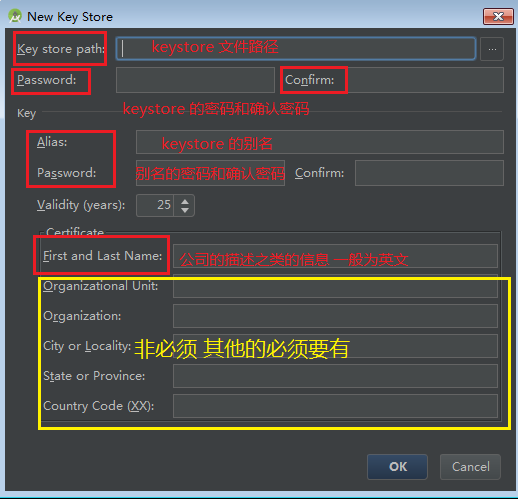 New Key Store
Key store path: keystore 文件路径 ...
Password: Confirm:
keystore 的密码和确认密码
Key
Alias: keystore 的别名
Password: 别名的密码和确认密码 Confirm:
Validity (years): 25
Certificate
First and Last Name: 公司的描述之类的信息 一般为英文
Organizational Unit:
Organization:
City or Locality: 非必须 其他的必须要有
State or Province:
Country Code (XX):
OK Cancel